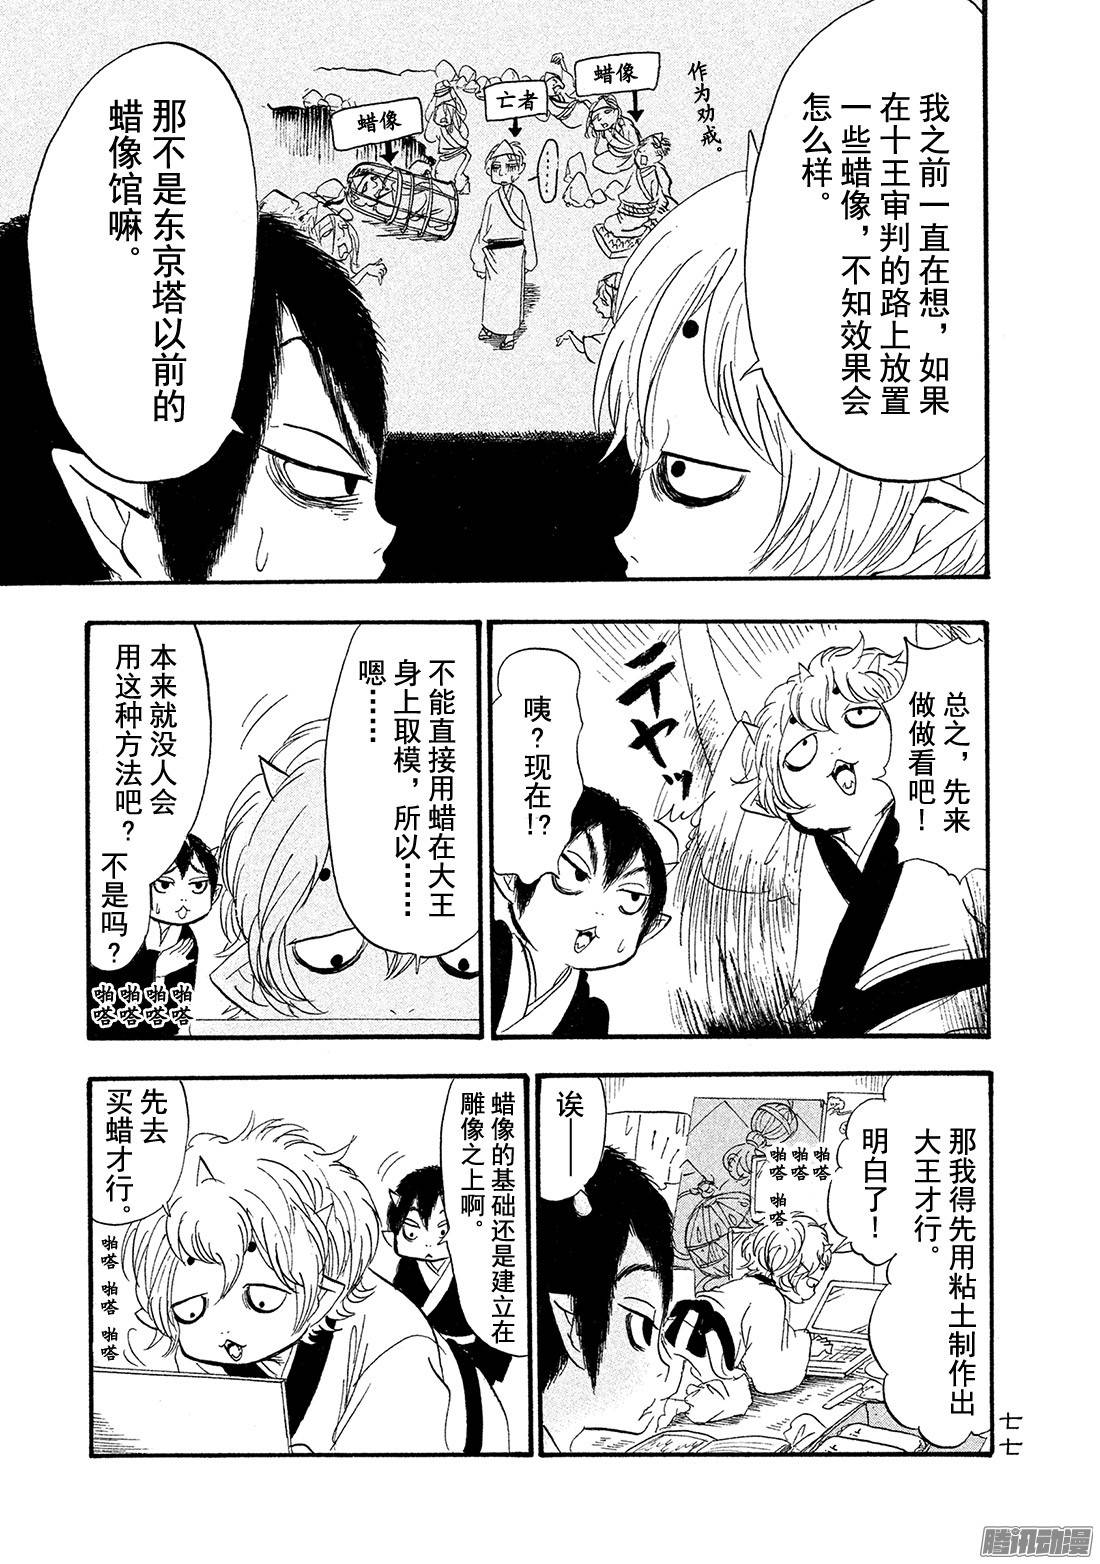 我之前一直在想，如果
在十王审判的路上放置
一些蜡像，不知效果会
怎么样。
作为劝戒。
蜡像
亡者
……
蜡像
那不是东京塔以前的
蜡像馆嘛。
总之，先来
做做看吧！
テキパッ
咦？现在!?
不能直接用蜡在大王
身上取模，所以……
嗯……
本来就没人会
用这种方法吧？不是吗？
啪嗒
啪嗒
啪嗒
啪嗒
那我得先用粘土制作出
大王才行。
明白了！
啪嗒
啪嗒
啪嗒
啪嗒
诶——
蜡像的基础还是建立在
雕像之上啊。
先去
买蜡才行。
啪嗒
啪嗒
啪嗒
七七
腾讯动漫